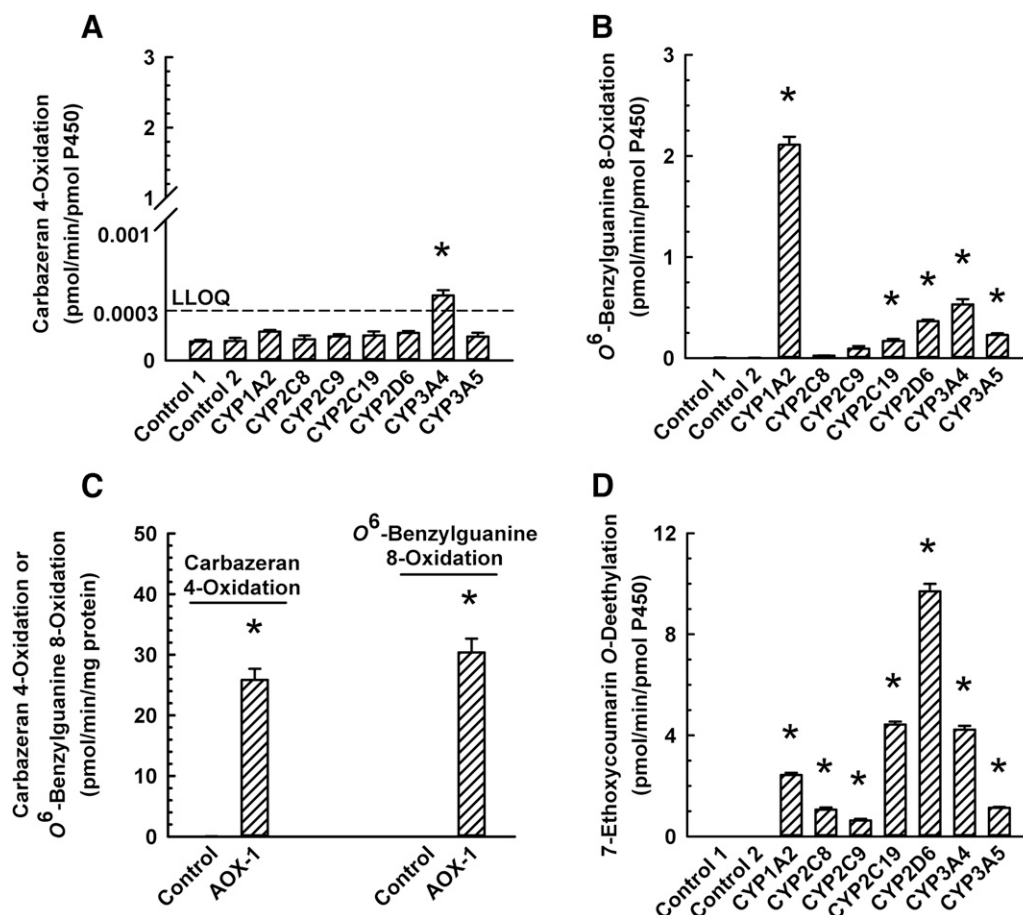 A
Carbazeran 4-Oxidation
(pmol/min/pmol P450)
3
2
1
0.001
0.0003
0
LLOQ
*
Control 1
Control 2
CYP1A2
CYP2C8
CYP2C9
CYP2C19
CYP2D6
CYP3A4
CYP3A5
B
O⁶-Benzylguanine 8-Oxidation
(pmol/min/pmol P450)
3
2
1
0
*
*
*
*
*
Control 1
Control 2
CYP1A2
CYP2C8
CYP2C9
CYP2C19
CYP2D6
CYP3A4
CYP3A5
C
Carbazeran 4-Oxidation or
O⁶-Benzylguanine 8-Oxidation
(pmol/min/mg protein)
50
40
30
20
10
0
Carbazeran
4-Oxidation
*
O⁶-Benzylguanine
8-Oxidation
*
Control
AOX-1
Control
AOX-1
D
7-Ethoxycoumarin O-Deethylation
(pmol/min/pmol P450)
12
8
4
0
*
*
*
*
*
*
*
Control 1
Control 2
CYP1A2
CYP2C8
CYP2C9
CYP2C19
CYP2D6
CYP3A4
CYP3A5